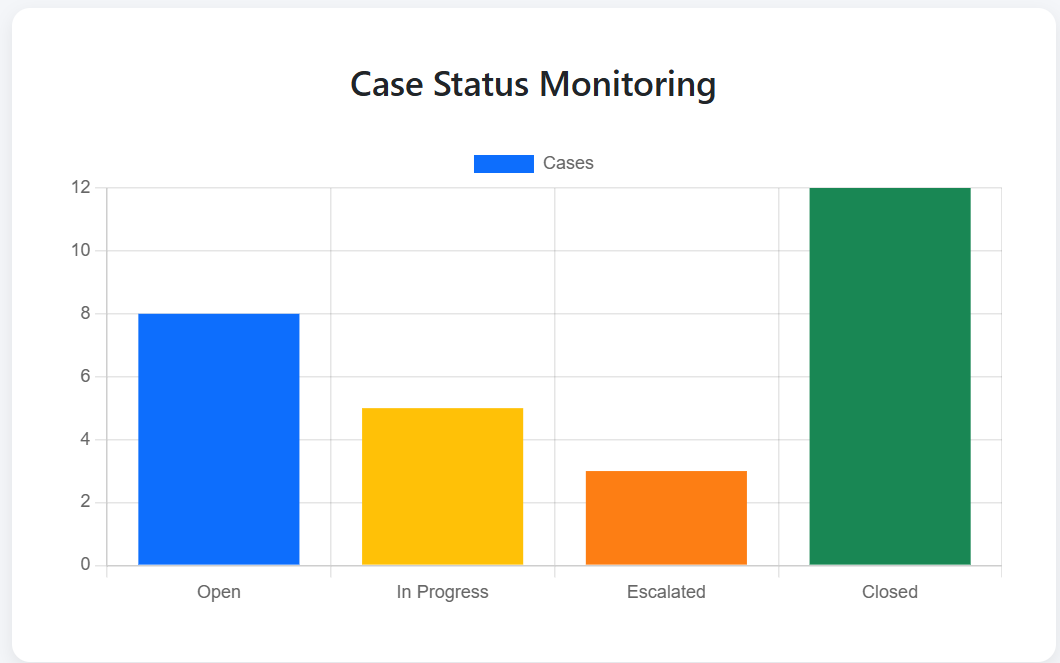 Case Status Monitoring
Cases
12
10
8
6
4
2
0
Open In Progress Escalated Closed